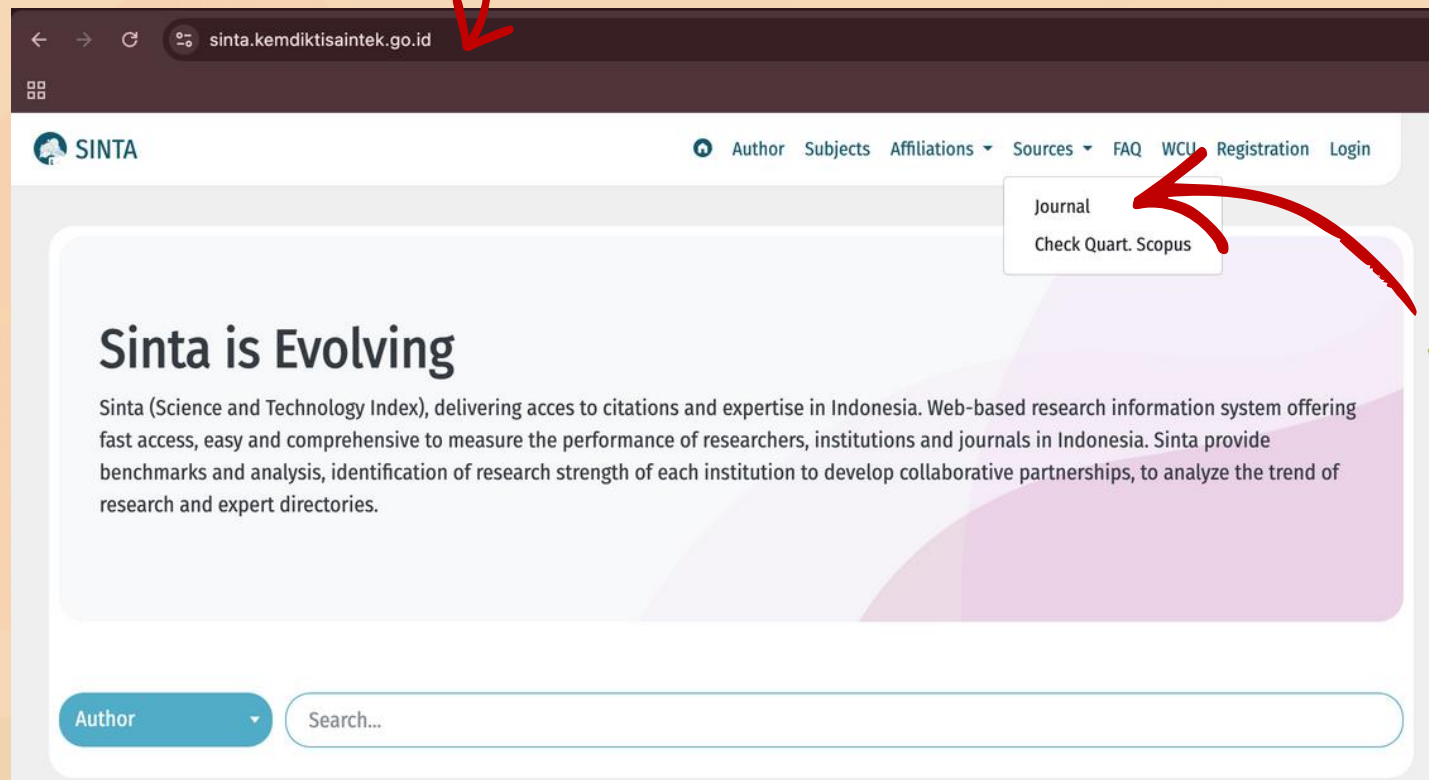 sinta.kemdiktisaintek.go.id
SINTA
Author Subjects Affiliations Sources FAQ WCU Registration Login
Journal
Check Quart. Scopus
Sinta is Evolving
Sinta (Science and Technology Index), delivering acces to citations and expertise in Indonesia. Web-based research information system offering
fast access, easy and comprehensive to measure the performance of researchers, institutions and journals in Indonesia. Sinta provide
benchmarks and analysis, identification of research strength of each institution to develop collaborative partnerships, to analyze the trend of
research and expert directories.
Author
Search...